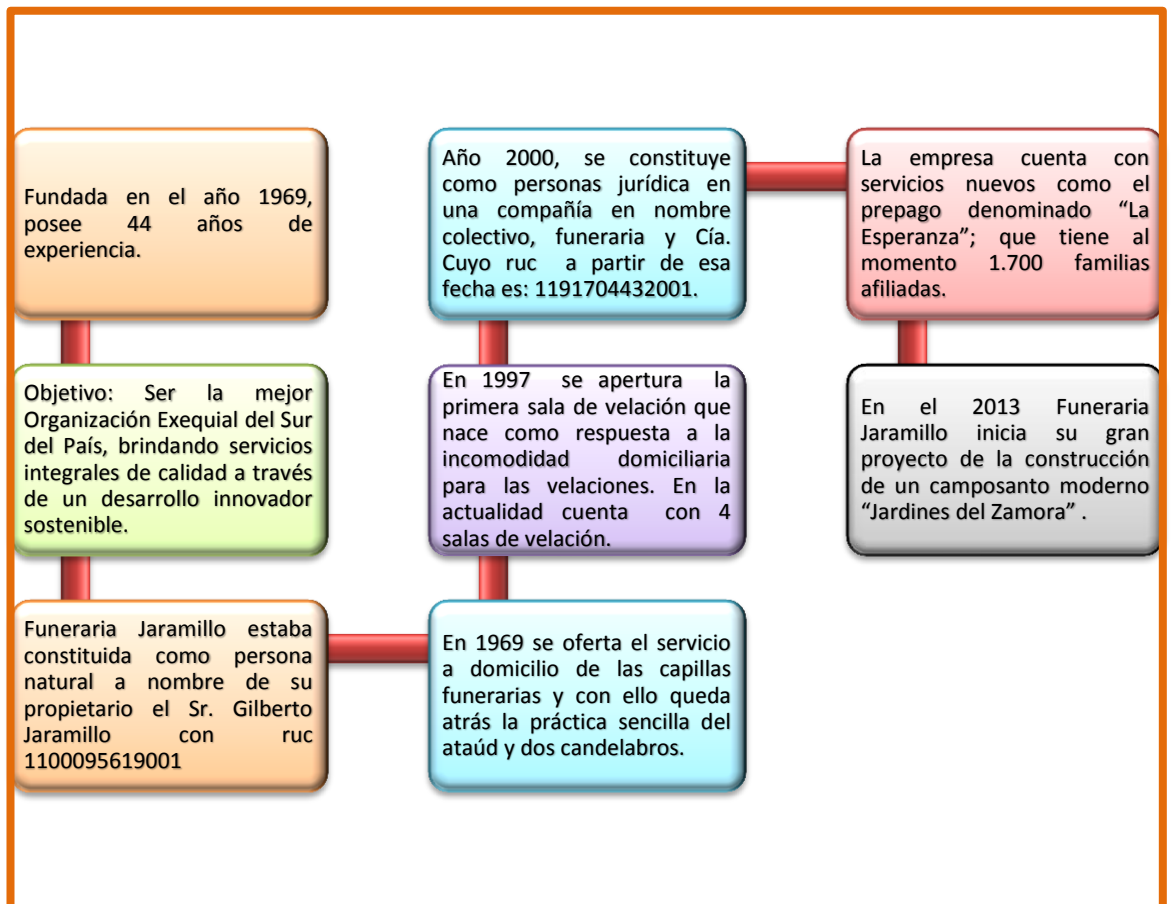 Fundada en el año 1969,
posee 44 años de
experiencia.
Objetivo: Ser la mejor
Organización Exequial del Sur
del País, brindando servicios
integrales de calidad a través
de un desarrollo innovador
sostenible.
Funeraria Jaramillo estaba
constituida como persona
natural a nombre de su
propietario el Sr. Gilberto
Jaramillo con ruc
1100095619001
En 1969 se oferta el servicio
a domicilio de las capillas
funerarias y con ello queda
atrás la práctica sencilla del
ataúd y dos candelabros.
En 1997 se apertura la
primera sala de velación que
nace como respuesta a la
incomodidad domiciliaria
para las velaciones. En la
actualidad cuenta con 4
salas de velación.
Año 2000, se constituye
como personas jurídica en
una compañía en nombre
colectivo, funeraria y Cía.
Cuyo ruc a partir de esa
fecha es: 1191704432001.
La empresa cuenta con
servicios nuevos como el
prepago denominado “La
Esperanza”; que tiene al
momento 1.700 familias
afiliadas.
En el 2013 Funeraria
Jaramillo inicia su gran
proyecto de la construcción
de un camposanto moderno
“Jardines del Zamora” .